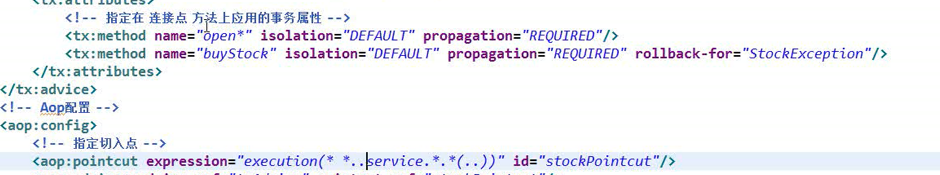 <tx:attributes>
<!-- 指定在 连接点 方法上应用的事务属性 -->
<tx:method name="open*" isolation="DEFAULT" propagation="REQUIRED"/>
<tx:method name="buyStock" isolation="DEFAULT" propagation="REQUIRED" rollback-for="StockException"/>
</tx:attributes>
</tx:advice>
<!-- Aop配置 -->
<aop:config>
<!-- 指定切入点 -->
<aop:pointcut expression="execution(* *..service.*.*(..))" id="stockPointcut"/>